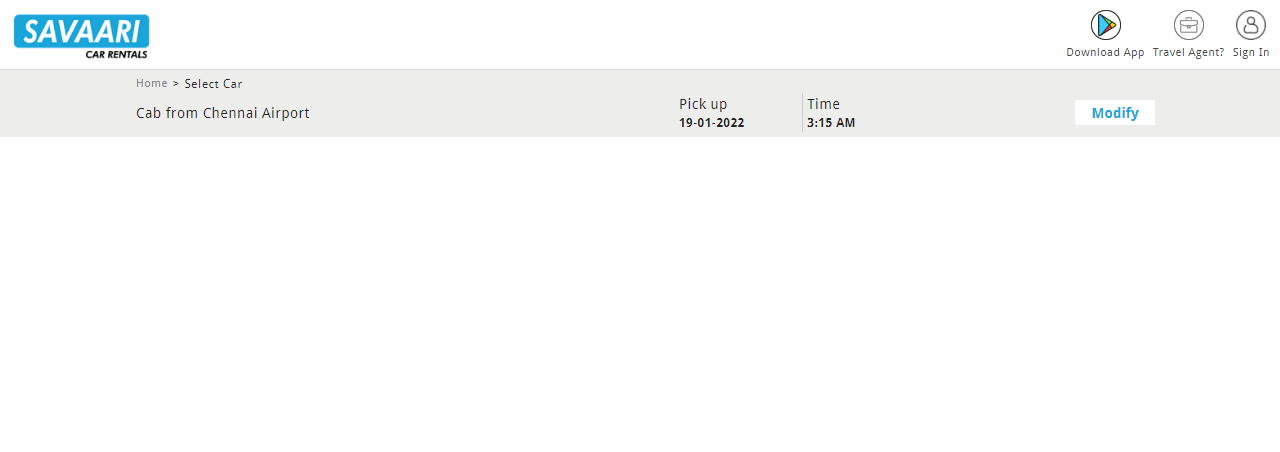 SAVAARI
CAR RENTALS
Download App
Travel Agent?
Sign In
Home > Select Car
Cab from Chennai Airport
Pick up
19-01-2022
Time
3:15 AM
Modify